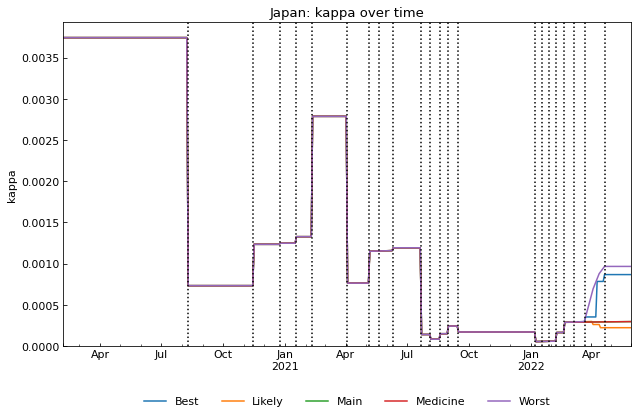 Japan: kappa over time
kappa
0.0035
0.0030
0.0025
0.0020
0.0015
0.0010
0.0005
0.0000
Apr Jul Oct Jan Apr Jul Oct Jan Apr
2021 2022
Best Likely Main Medicine Worst